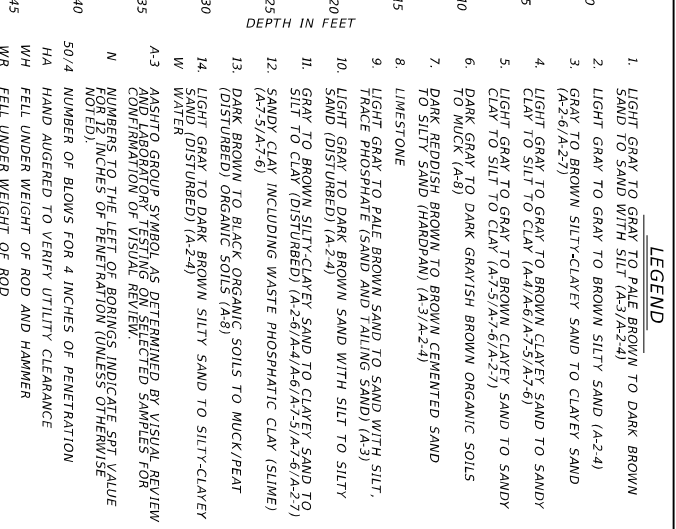 LEGEND
1. LIGHT GRAY TO GRAY TO PALE BROWN TO DARK BROWN
SAND TO SAND WITH SILT (A-3/A-2-4)
2. LIGHT GRAY TO GRAY TO BROWN SILTY SAND (A-2-4)
3. GRAY TO BROWN SILTY-CLAYEY SAND TO CLAYEY SAND
(A-2-6/A-2-7)
4. LIGHT GRAY TO GRAY TO BROWN CLAYEY SAND TO SANDY
CLAY TO SILT TO CLAY (A-4/A-6/A-7-5/A-7-6)
5. LIGHT GRAY TO GRAY TO BROWN CLAYEY SAND TO SANDY
CLAY TO SILT TO CLAY (A-7-5/A-7-6/A-2-7)
6. DARK GRAY TO DARK GRAYISH BROWN ORGANIC SOILS
TO MUCK (A-8)
7. DARK REDDISH BROWN TO BROWN CEMENTED SAND
TO SILTY SAND (HARDPAN) (A-3/A-2-4)
8. LIMESTONE
9. LIGHT GRAY TO PALE BROWN SAND TO SAND WITH SILT,
TRACE PHOSPHATE (SAND AND TAILING SAND) (A-3)
10. LIGHT GRAY TO DARK BROWN SAND WITH SILT TO SILTY
SAND (DISTURBED) (A-2-4)
11. GRAY TO BROWN SILTY-CLAYEY SAND TO CLAYEY SAND TO
SILT TO CLAY (DISTURBED) (A-2-6/A-4/A-6/A-7-5/A-7-6/A-2-7)
12. SANDY CLAY INCLUDING WASTE PHOSPHATIC CLAY (SLIME)
(A-7-5/A-7-6)
13. DARK BROWN TO BLACK ORGANIC SOILS TO MUCK/PEAT
(DISTURBED) ORGANIC SOILS (A-8)
14. LIGHT GRAY TO DARK BROWN SILTY SAND TO SILTY-CLAYEY
SAND (DISTURBED) (A-2-4)
W WATER
A-3 AASHTO GROUP SYMBOL AS DETERMINED BY VISUAL REVIEW
AND LABORATORY TESTING ON SELECTED SAMPLES FOR
CONFIRMATION OF VISUAL REVIEW.
N NUMBERS TO THE LEFT OF BORINGS INDICATE SPT VALUE
FOR 12 INCHES OF PENETRATION (UNLESS OTHERWISE
NOTED).
50/4 NUMBER OF BLOWS FOR 4 INCHES OF PENETRATION
HA HAND AUGERED TO VERIFY UTILITY CLEARANCE
WH FELL UNDER WEIGHT OF ROD AND HAMMER
WR FELL UNDER WEIGHT OF ROD
DEPTH IN FEET
0
5
10
15
20
25
30
35
40
45